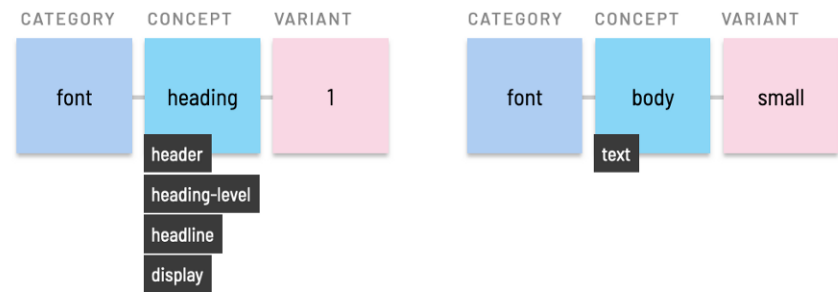 CATEGORY CONCEPT VARIANT
font heading 1
header
heading-level
headline
display
CATEGORY CONCEPT VARIANT
font body small
text